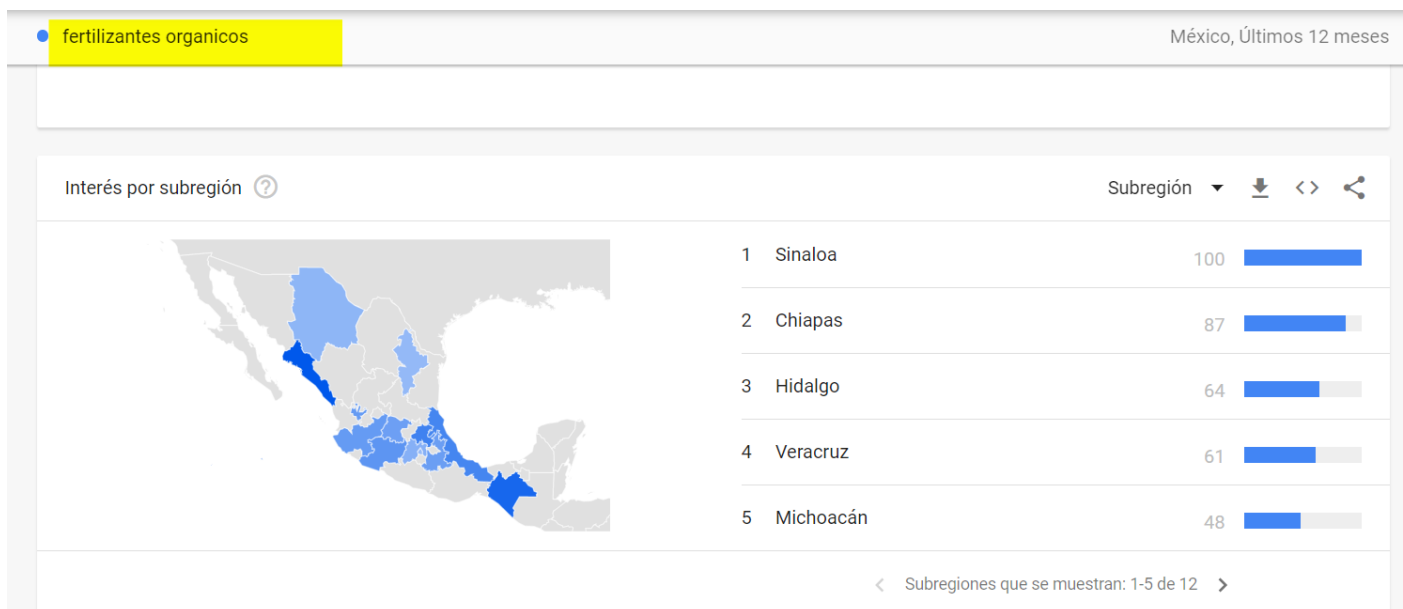 fertilizantes organicos
México, Últimos 12 meses
Interés por subregión ?
Subregión
1 Sinaloa 100
2 Chiapas 87
3 Hidalgo 64
4 Veracruz 61
5 Michoacán 48
Subregiones que se muestran: 1-5 de 12